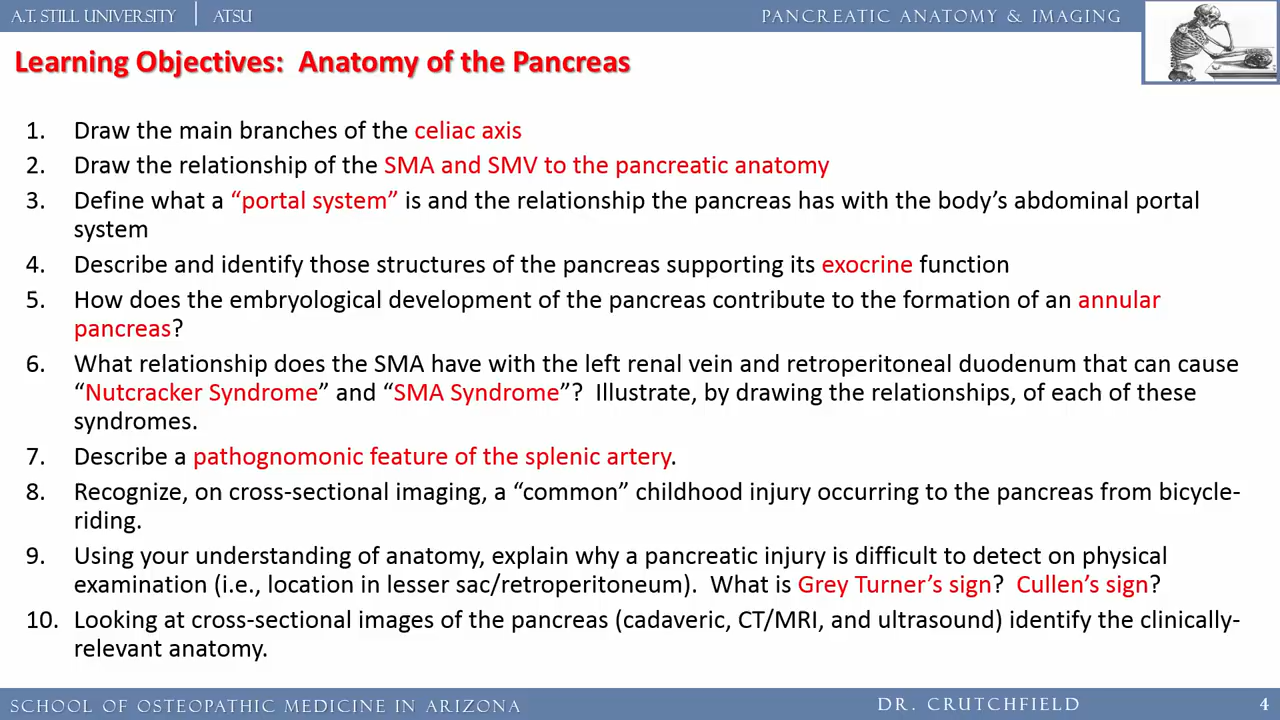 A.T. STILL UNIVERSITY | ATSU
PANCREATIC ANATOMY & IMAGING
Learning Objectives:  Anatomy of the Pancreas
1. Draw the main branches of the celiac axis
2. Draw the relationship of the SMA and SMV to the pancreatic anatomy
3. Define what a “portal system” is and the relationship the pancreas has with the body’s abdominal portal
system
4. Describe and identify those structures of the pancreas supporting its exocrine function
5. How does the embryological development of the pancreas contribute to the formation of an annular
pancreas?
6. What relationship does the SMA have with the left renal vein and retroperitoneal duodenum that can cause
“Nutcracker Syndrome” and “SMA Syndrome”?  Illustrate, by drawing the relationships, of each of these
syndromes.
7. Describe a pathognomonic feature of the splenic artery.
8. Recognize, on cross-sectional imaging, a “common” childhood injury occurring to the pancreas from bicycle-
riding.
9. Using your understanding of anatomy, explain why a pancreatic injury is difficult to detect on physical
examination (i.e., location in lesser sac/retroperitoneum).  What is Grey Turner’s sign?  Cullen’s sign?
10. Looking at cross-sectional images of the pancreas (cadaveric, CT/MRI, and ultrasound) identify the clinically-
relevant anatomy.
SCHOOL OF OSTEOPATHIC MEDICINE IN ARIZONA
DR. CRUTCHFIELD
4